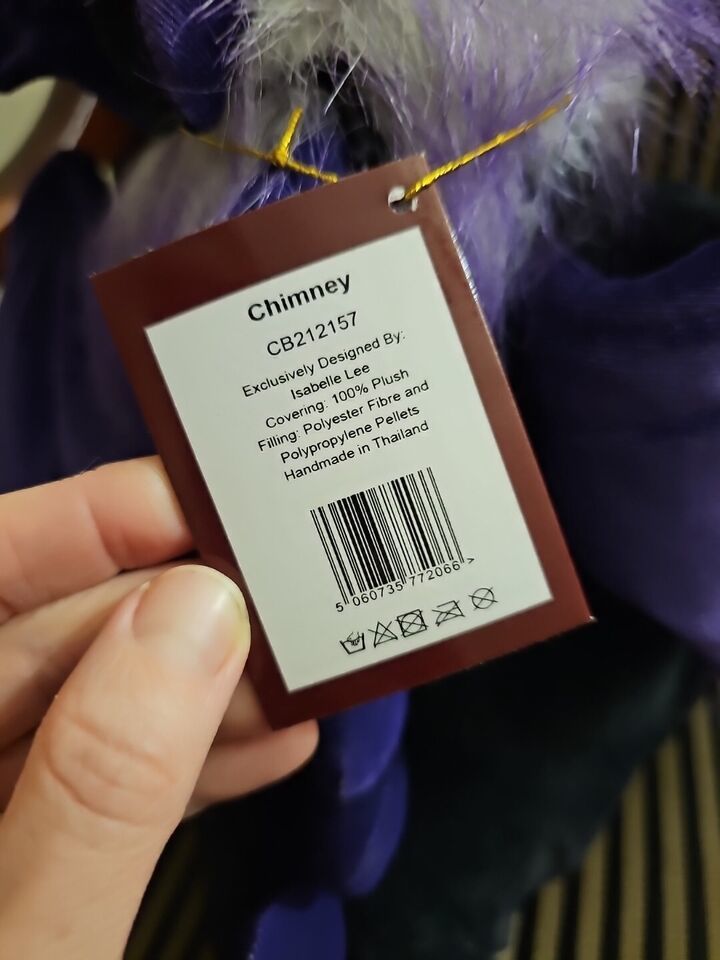 Chimney
CB212157
Exclusively Designed By:
Isabelle Lee
Covering: 100% Plush
Filling: Polyester Fibre and
Polypropylene Pellets
Handmade in Thailand
5 060735 772066 >